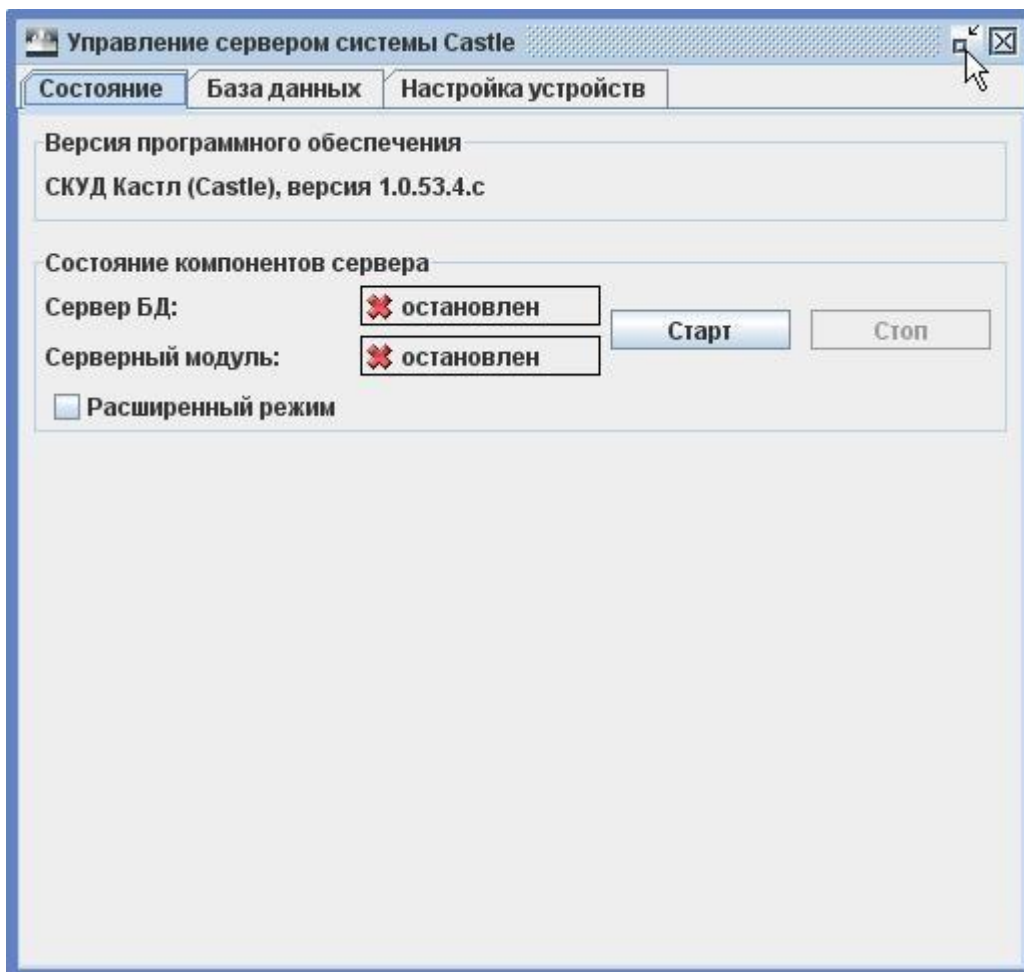 Управление сервером системы Castle
Состояние База данных Настройка устройств
Версия программного обеспечения
СКУД Кастл (Castle), версия 1.0.53.4.c
Состояние компонентов сервера
Сервер БД: остановлен
Старт Стоп
Серверный модуль: остановлен
Расширенный режим